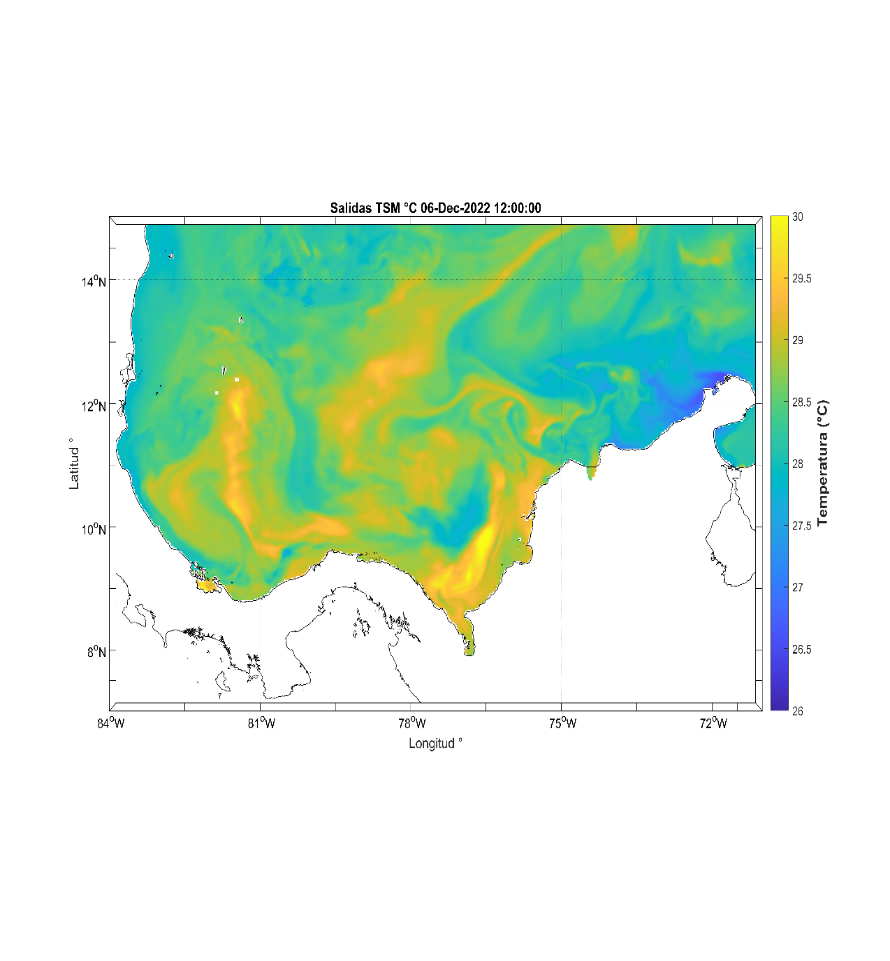 Salidas TSM °C 06-Dec-2022 12:00:00
30
29.5
29
28.5
28
27.5
27
26.5
26
Temperatura (°C)
14°N
12°N
10°N
8°N
Latitud °
84°W 81°W 78°W 75°W 72°W
Longitud °